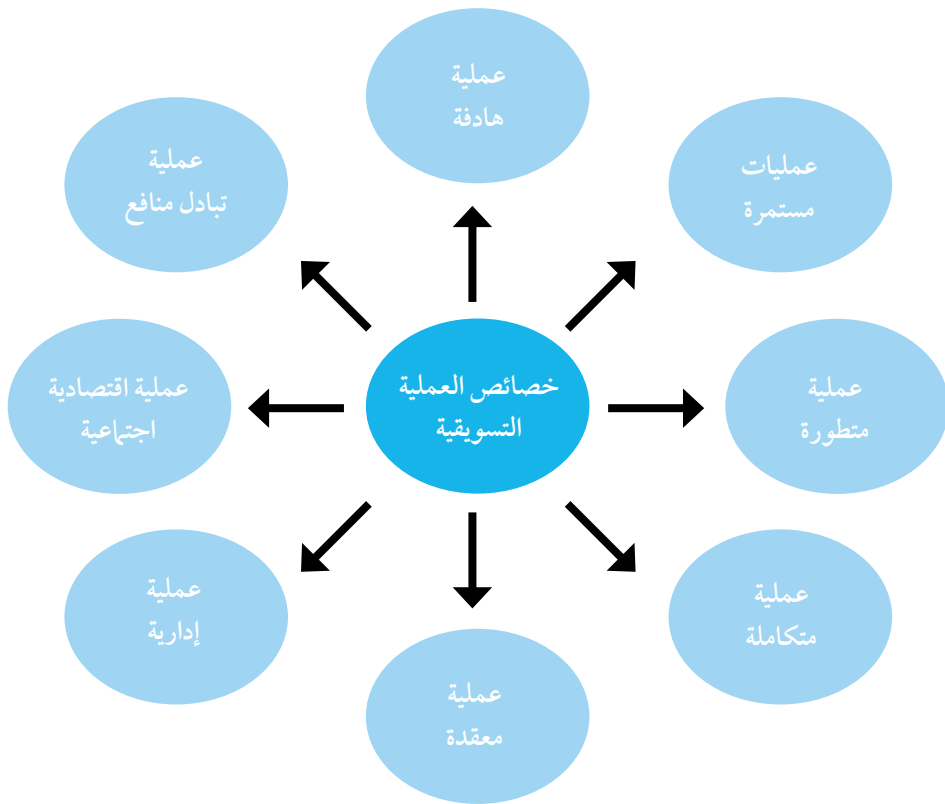 عملية
هادفة
عمليات
مستمرة
عملية
تبادل منافع
خصائص العملية
التسويقية
عملية
متطورة
عملية اقتصادية
اجتماعية
عملية
متكاملة
عملية
إدارية
عملية
معقدة